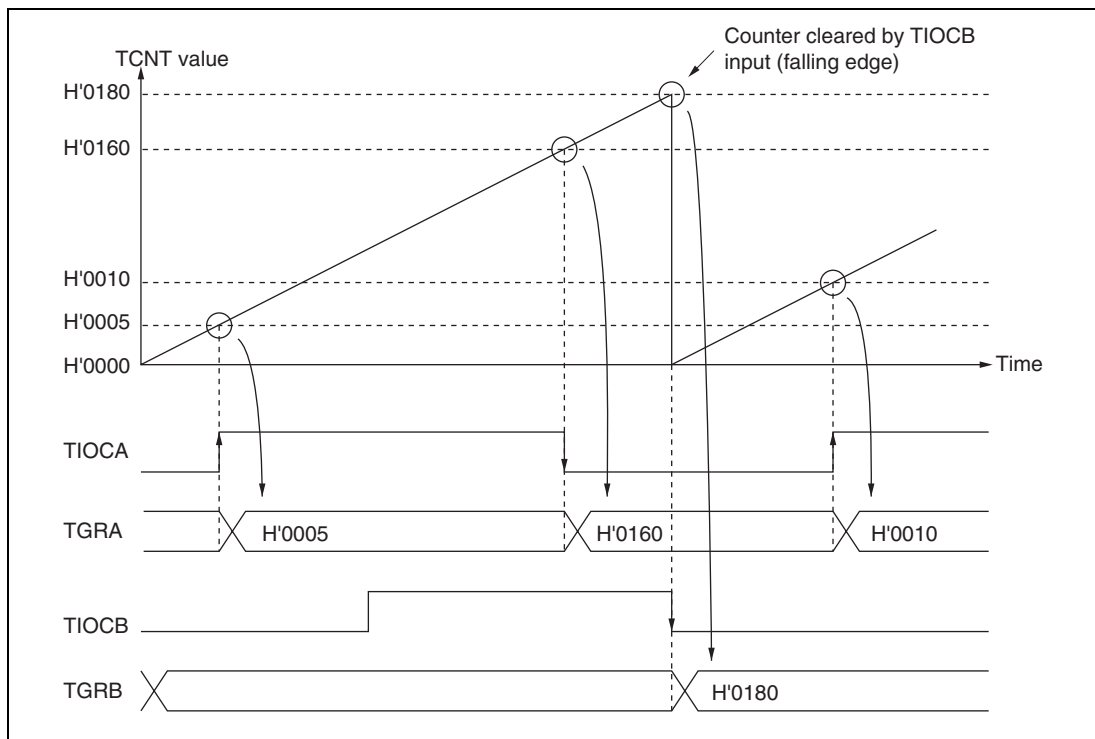 Counter cleared by TIOCB
input (falling edge)
TCNT value
H'0180
H'0160
H'0010
H'0005
H'0000
Time
TIOCA
TGRA
H'0005
H'0160
H'0010
TIOCB
TGRB
H'0180